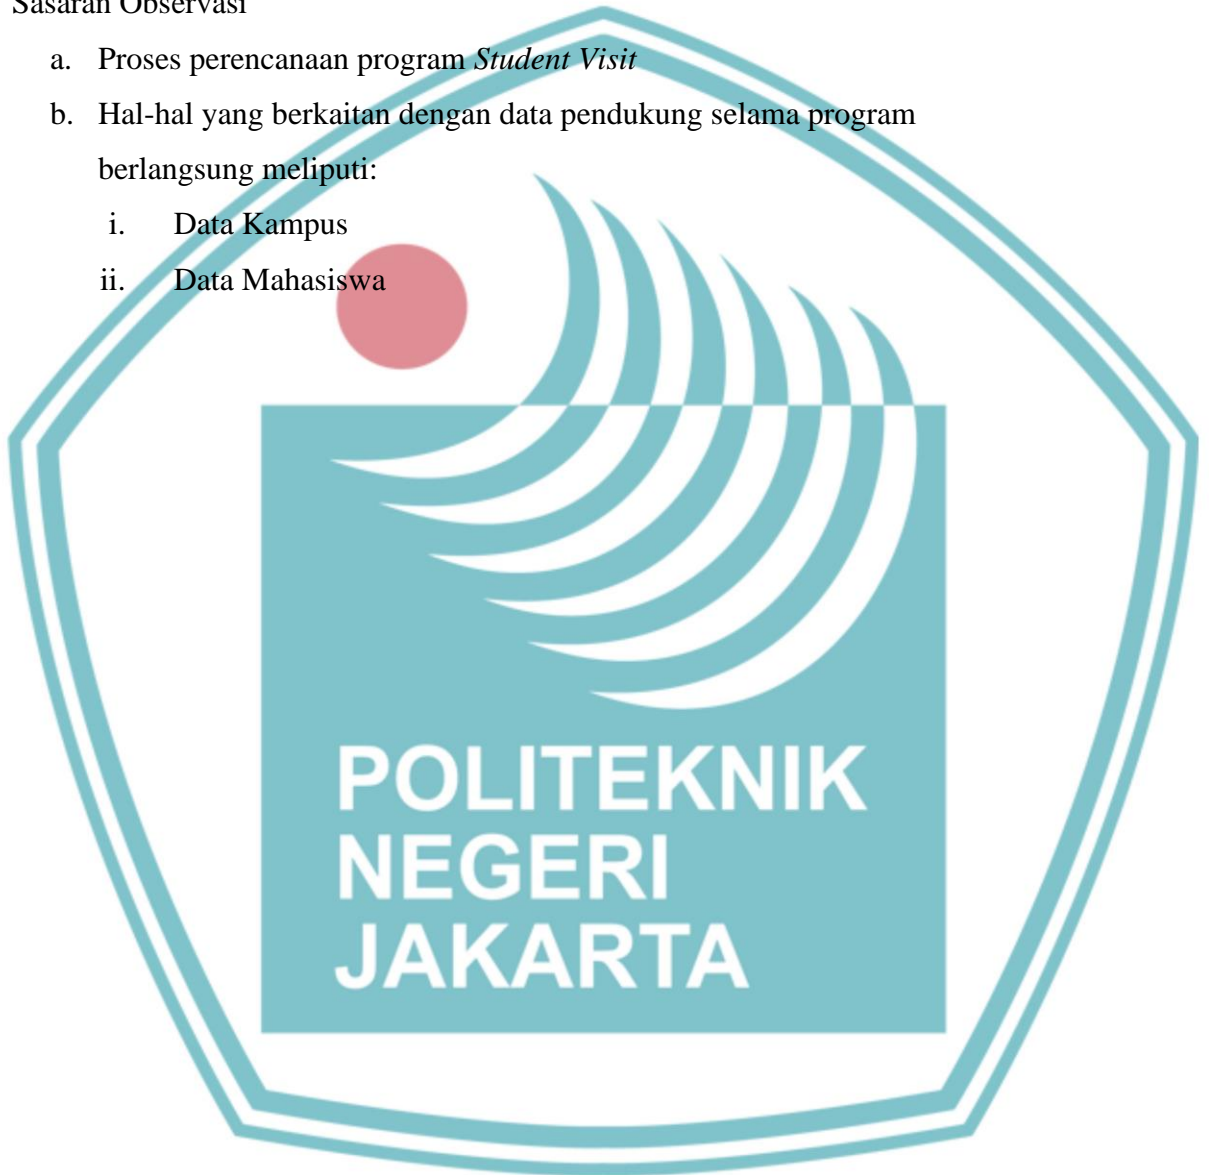 Sasaran Observasi
a. Proses perencanaan program Student Visit
b. Hal-hal yang berkaitan dengan data pendukung selama program
berlangsung meliputi:
i. Data Kampus
ii. Data Mahasiswa
POLITEKNIK
NEGERI
JAKARTA